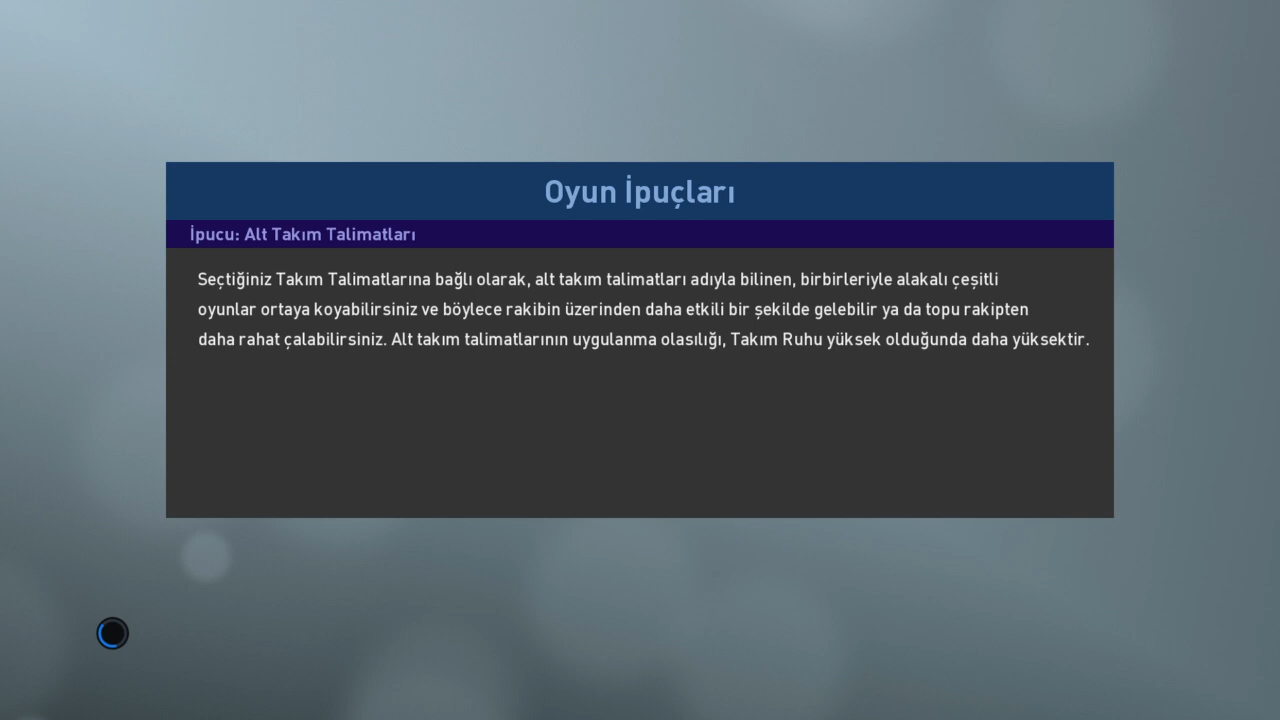 Oyun İpuçları
İpucu: Alt Takım Talimatları
Seçtiğiniz Takım Talimatlarına bağlı olarak, alt takım talimatları adıyla bilinen, birbirleriyle alakalı çeşitli
oyunlar ortaya koyabilirsiniz ve böylece rakibin üzerinden daha etkili bir şekilde gelebilir ya da topu rakipten
daha rahat çalabilirsiniz. Alt takım talimatlarının uygulanma olasılığı, Takım Ruhu yüksek olduğunda daha yüksektir.